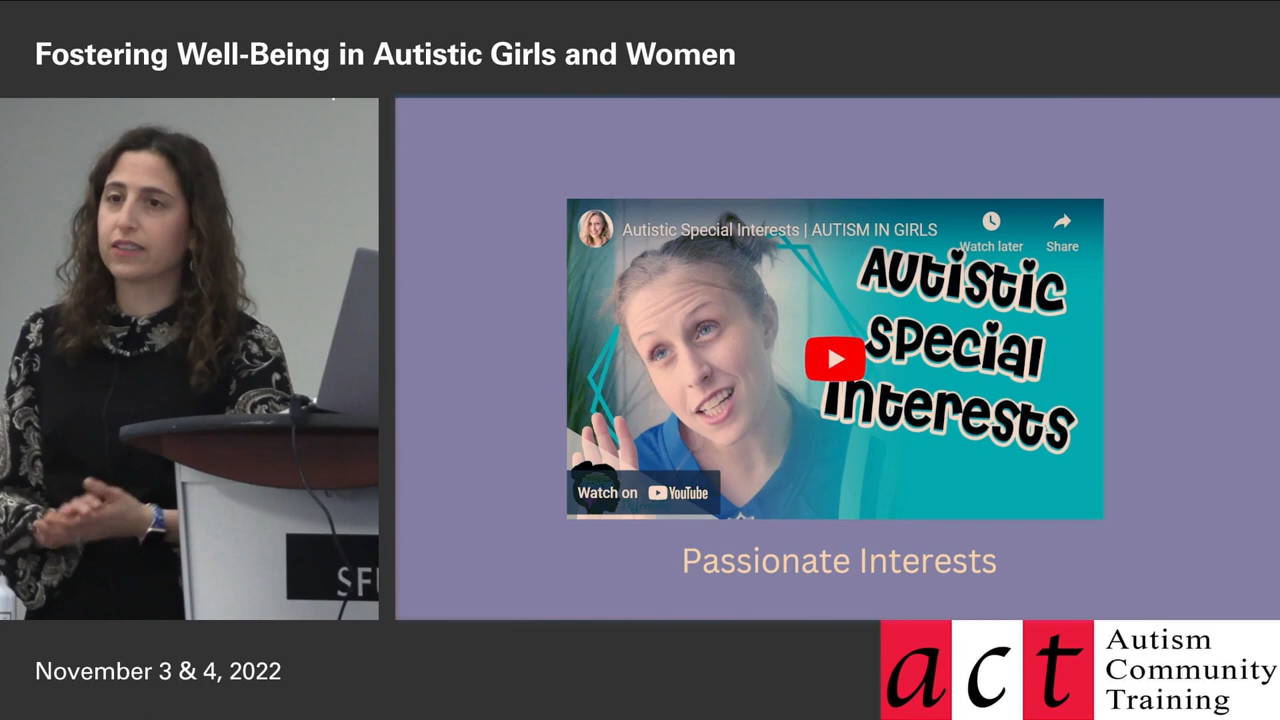 Fostering Well-Being in Autistic Girls and Women
Autistic Special Interests | AUTISM IN GIRLS
Watch later
Share
Autistic
Special
Interests
Watch on
YouTube
Passionate Interests
November 3 & 4, 2022
act
Autism
Community
Training